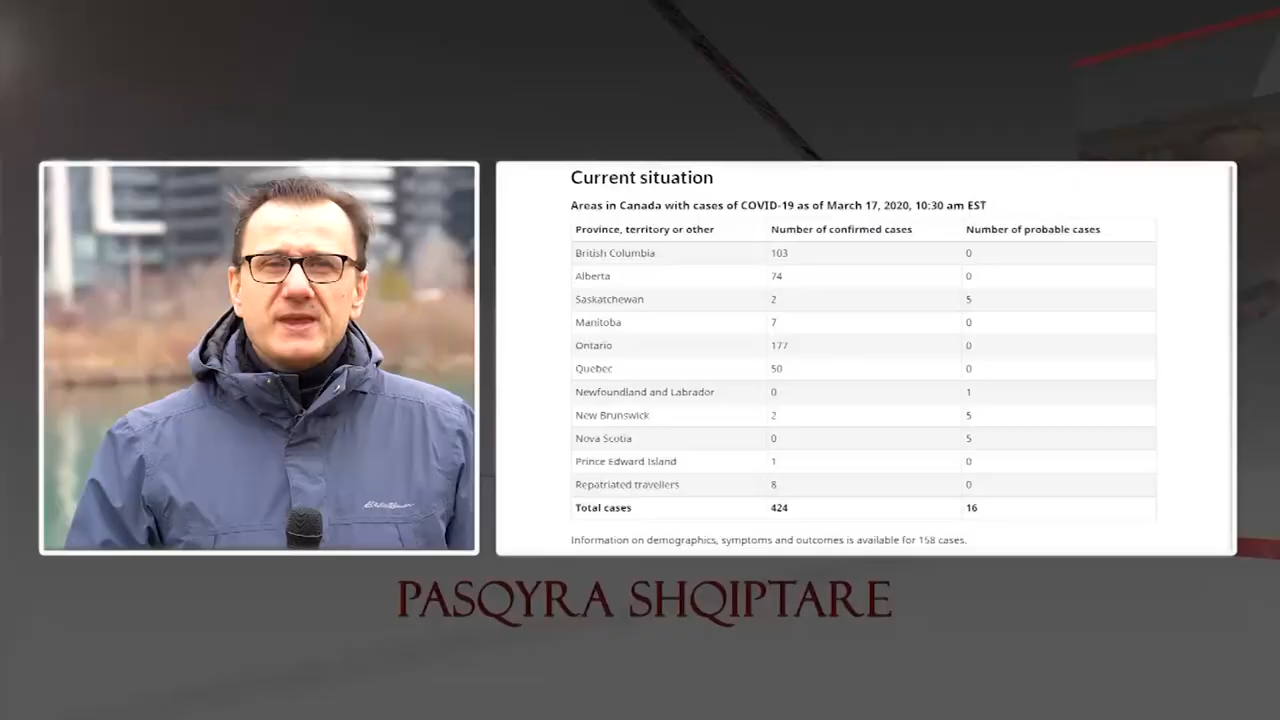 Current situation
Areas in Canada with cases of COVID-19 as of March 17, 2020, 10:30 am EST
Province, territory or other Number of confirmed cases Number of probable cases
British Columbia 103 0
Alberta 74 0
Saskatchewan 2 5
Manitoba 7 0
Ontario 177 0
Quebec 50 0
Newfoundland and Labrador 0 1
New Brunswick 2 5
Nova Scotia 0 5
Prince Edward Island 1 0
Repatriated travellers 8 0
Total cases 424 16
Information on demographics, symptoms and outcomes is available for 158 cases.
Eddie Bauer
PASQYRA SHQIPTARE